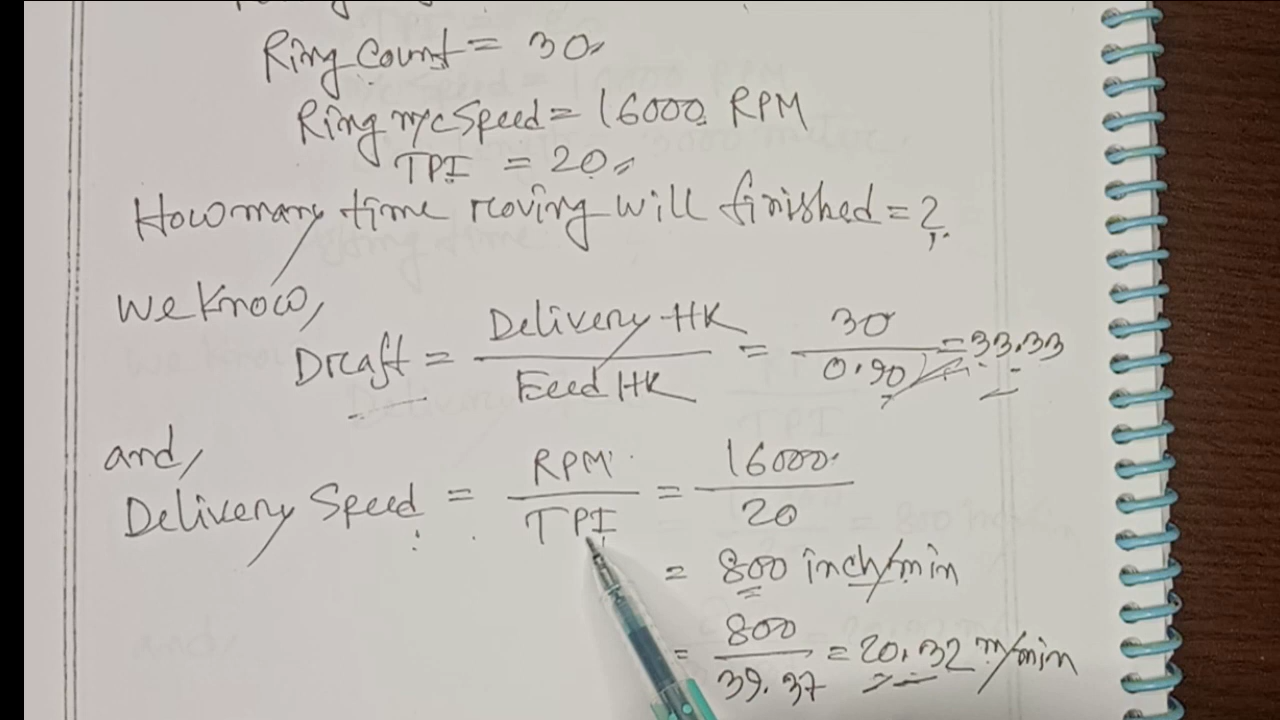 Ring Count = 30
Ring m/c Speed = 16000 RPM
TPI = 20
How many time roving will finished = ?
We Know,
Draft = Delivery HK / Feed HK = 30 / 0.90 = 33.33
and,
Delivery Speed = RPM / TPI = 16000 / 20
= 800 inch/min
= 800 / 39.37 = 20.32 m/min